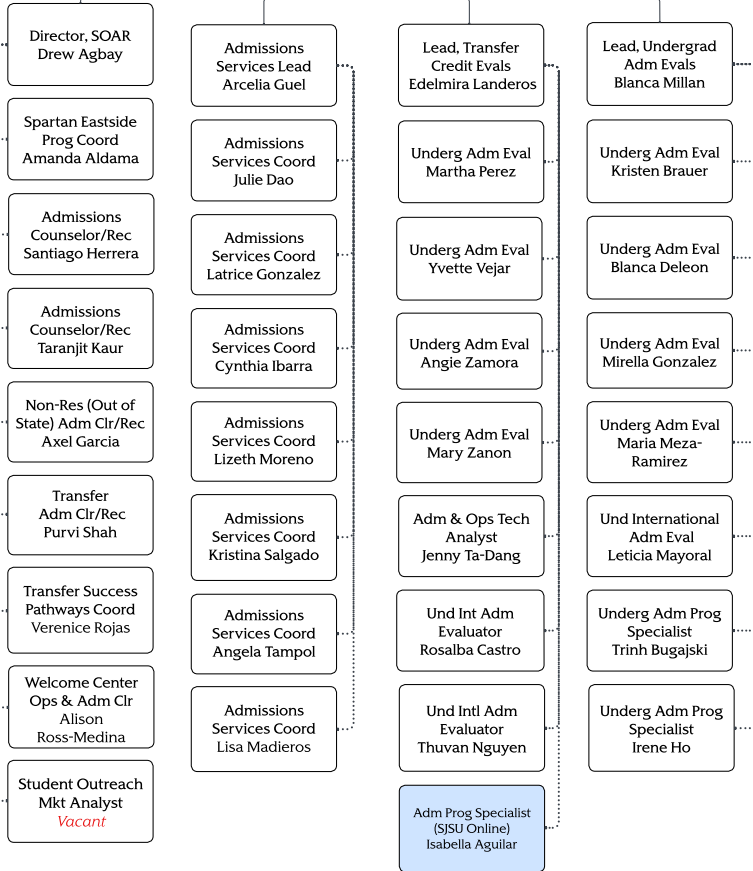 Director, SOAR
Drew Agbay
Spartan Eastside
Prog Coord
Amanda Aldama
Admissions
Counselor/Rec
Santiago Herrera
Admissions
Counselor/Rec
Taranjit Kaur
Non-Res (Out of
State) Adm Clr/Rec
Axel Garcia
Transfer
Adm Clr/Rec
Purvi Shah
Transfer Success
Pathways Coord
Verenice Rojas
Welcome Center
Ops & Adm Clr
Alison
Ross-Medina
Student Outreach
Mkt Analyst
Vacant
Admissions
Services Lead
Arcelia Guel
Admissions
Services Coord
Julie Dao
Admissions
Services Coord
Latrice Gonzalez
Admissions
Services Coord
Cynthia Ibarra
Admissions
Services Coord
Lizeth Moreno
Admissions
Services Coord
Kristina Salgado
Admissions
Services Coord
Angela Tampol
Admissions
Services Coord
Lisa Madieros
Lead, Transfer
Credit Evals
Edelmira Landeros
Underg Adm Eval
Martha Perez
Underg Adm Eval
Yvette Vejar
Underg Adm Eval
Angie Zamora
Underg Adm Eval
Mary Zanon
Adm & Ops Tech
Analyst
Jenny Ta-Dang
Und Int Adm
Evaluator
Rosalba Castro
Und Intl Adm
Evaluator
Thuvan Nguyen
Adm Prog Specialist
(SJSU Online)
Isabella Aguilar
Lead, Undergrad
Adm Evals
Blanca Millan
Underg Adm Eval
Kristen Brauer
Underg Adm Eval
Blanca Deleon
Underg Adm Eval
Mirella Gonzalez
Underg Adm Eval
Maria Meza-
Ramirez
Und International
Adm Eval
Leticia Mayoral
Underg Adm Prog
Specialist
Trinh Bugajski
Underg Adm Prog
Specialist
Irene Ho